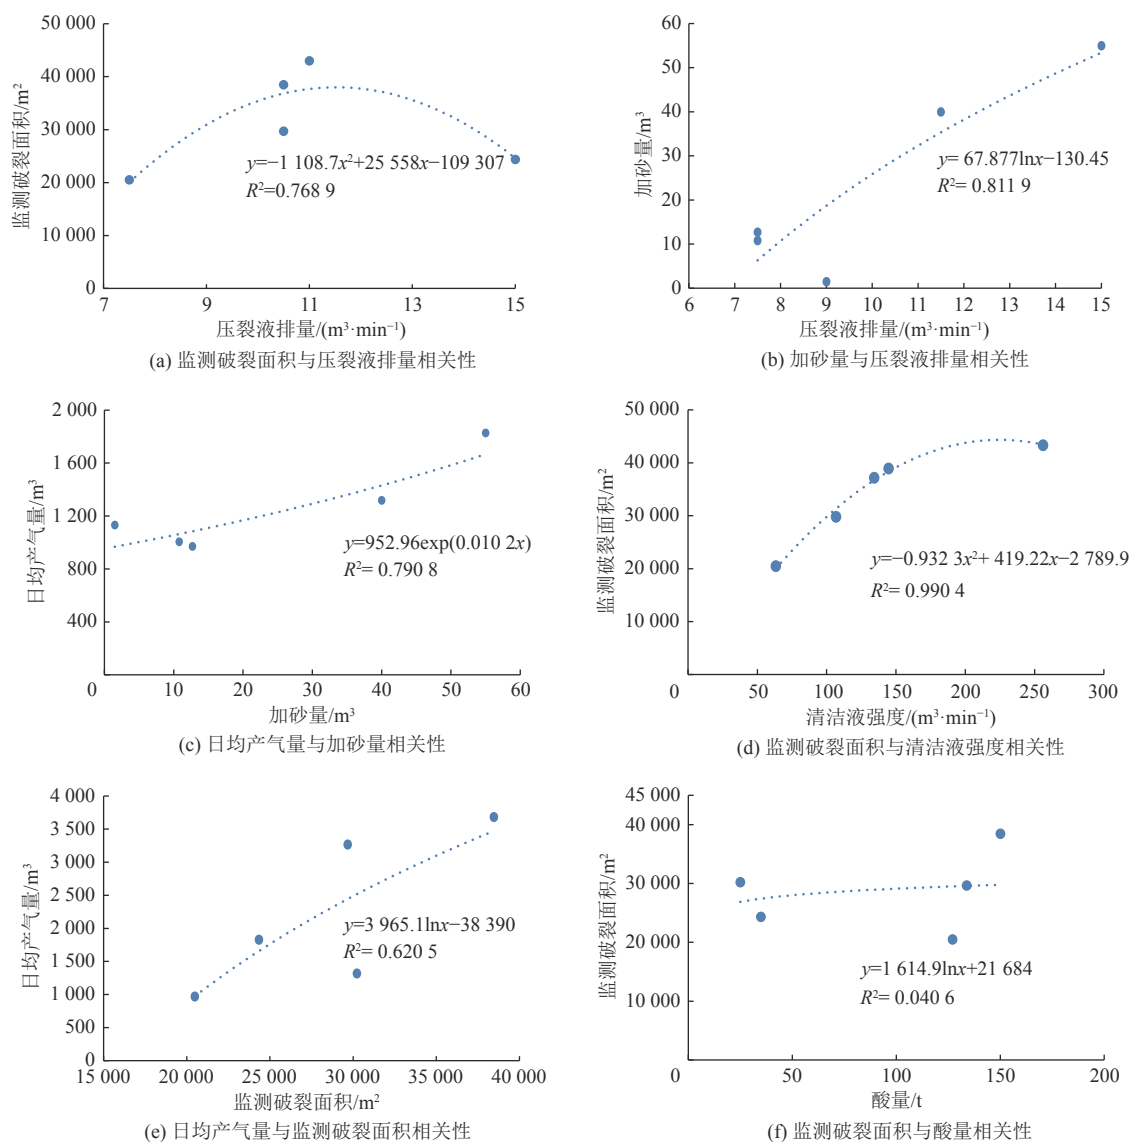 50 000
40 000
30 000
20 000
10 000
0
监测破裂面积/m²
y=−1 108.7x²+25 558x−109 307
R²=0.768 9
7 9 11 13 15
压裂液排量/(m³·min⁻¹)
(a) 监测破裂面积与压裂液排量相关性
60
50
40
30
20
10
0
加砂量/m³
y= 67.877lnx−130.45
R²= 0.811 9
6 7 8 9 10 11 12 13 14 15
压裂液排量/(m³·min⁻¹)
(b) 加砂量与压裂液排量相关性
2 000
1 600
1 200
800
400
日均产气量/m³
y=952.96exp(0.010 2x)
R²= 0.790 8
0 10 20 30 40 50 60
加砂量/m³
(c) 日均产气量与加砂量相关性
50 000
40 000
30 000
20 000
10 000
监测破裂面积/m²
y=−0.932 3x²+ 419.22x−2 789.9
R²= 0.990 4
0 50 100 150 200 250 300
清洁液强度/(m³·min⁻¹)
(d) 监测破裂面积与清洁液强度相关性
4 000
3 500
3 000
2 500
2 000
1 500
1 000
500
0
日均产气量/m³
y=3 965.1lnx−38 390
R²= 0.620 5
15 000 20 000 25 000 30 000 35 000 40 000
监测破裂面积/m²
(e) 日均产气量与监测破裂面积相关性
45 000
40 000
30 000
20 000
10 000
监测破裂面积/m²
y=1 614.9lnx+21 684
R²= 0.040 6
0 50 100 150 200
酸量/t
(f) 监测破裂面积与酸量相关性